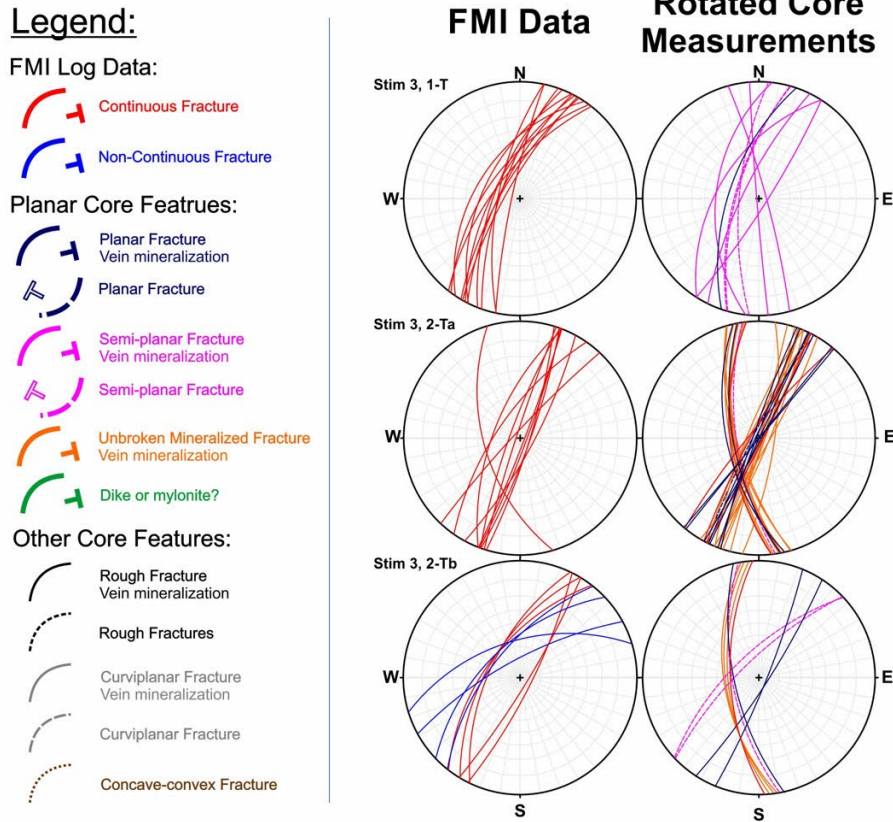 Legend:
FMI Log Data:
Continuous Fracture
Non-Continuous Fracture
Planar Core Featrues:
Planar Fracture
Vein mineralization
Planar Fracture
Semi-planar Fracture
Vein mineralization
Semi-planar Fracture
Unbroken Mineralized Fracture
Vein mineralization
Dike or mylonite?
Other Core Features:
Rough Fracture
Vein mineralization
Rough Fractures
Curviplanar Fracture
Vein mineralization
Curviplanar Fracture
Concave-convex Fracture
FMI Data
Rotated Core
Measurements
Stim 3, 1-T
N
N
W
W
E
Stim 3, 2-Ta
W
W
E
Stim 3, 2-Tb
W
W
E
S
S